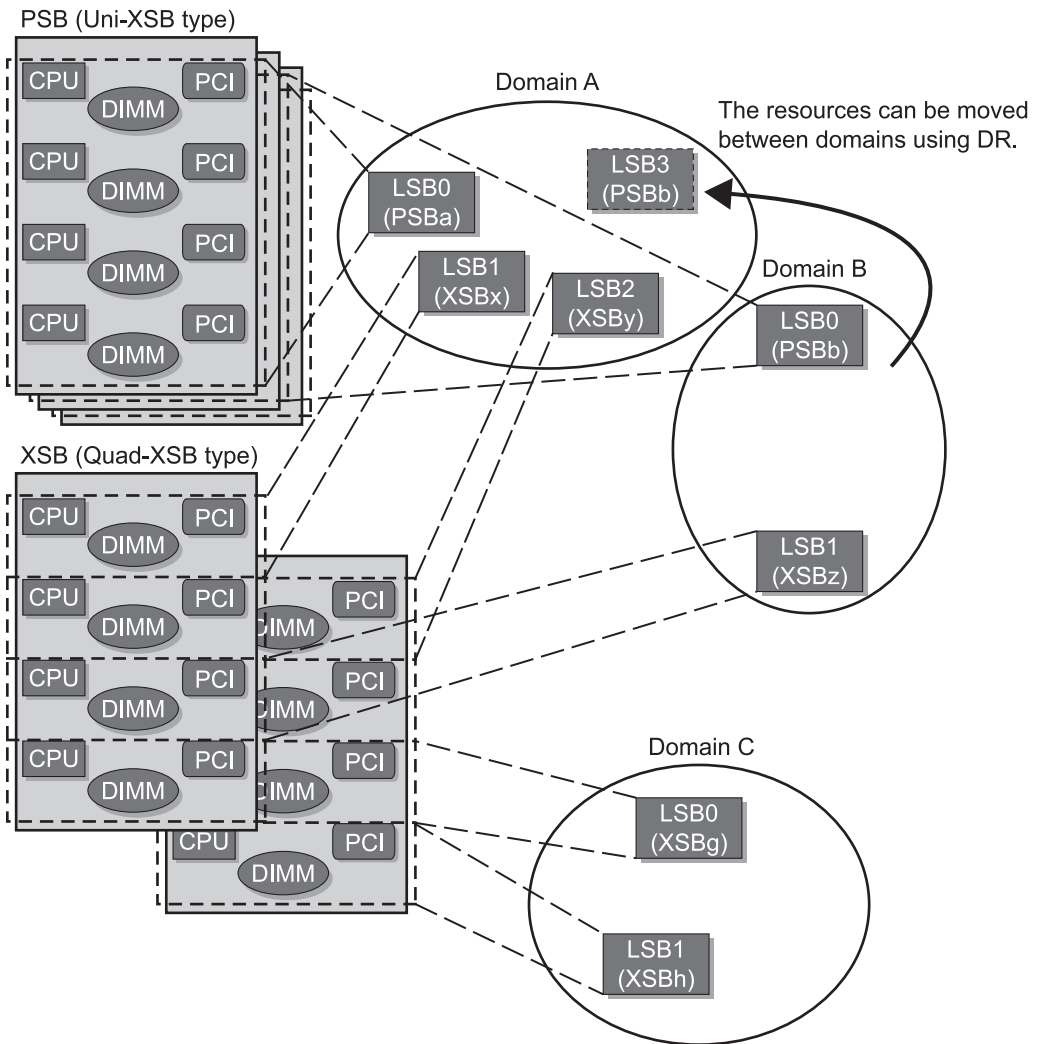 PSB (Uni-XSB type)
CPU
PCI
DIMM
CPU
PCI
DIMM
CPU
PCI
DIMM
CPU
PCI
DIMM
Domain A
LSB0
(PSBa)
LSB1
(XSBx)
LSB2
(XSBy)
LSB3
(PSBb)
The resources can be moved
between domains using DR.
Domain B
LSB0
(PSBb)
LSB1
(XSBz)
XSB (Quad-XSB type)
CPU
PCI
DIMM
CPU
PCI
DIMM
CPU
PCI
DIMM
CPU
PCI
DIMM
PCI
DIMM
PCI
DIMM
PCI
DIMM
CPU
PCI
DIMM
Domain C
LSB0
(XSBg)
LSB1
(XSBh)